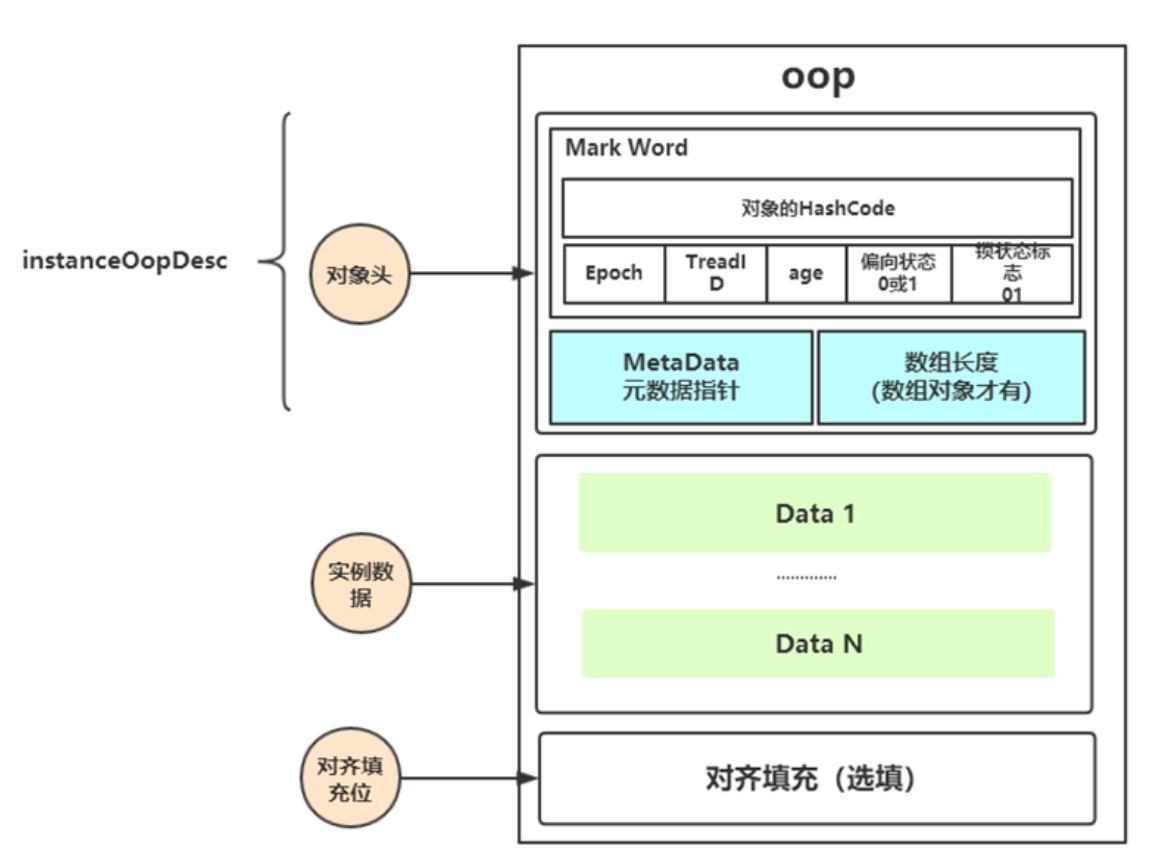 oop
Mark Word
对象的HashCode
Epoch
TreadI
D
age
偏向状态
0或1
锁状态标
志
01
instanceOopDesc
对象头
MetaData
元数据指针
数组长度
(数组对象才有)
Data 1
.............
实例数
据
Data N
对齐填
充位
对齐填充（选填）